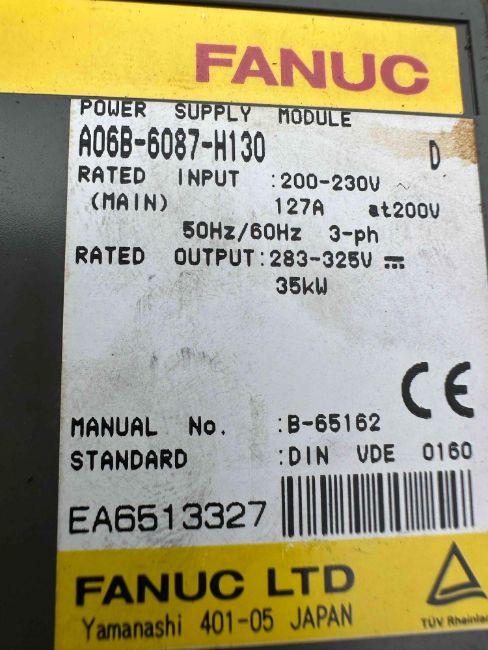 FANUC
POWER SUPPLY MODULE
A06B-6087-H130 D
RATED INPUT :200-230V ~
(MAIN) 127A at200V
50Hz/60Hz 3-ph
RATED OUTPUT:283-325V ⎓
35kW
CE
MANUAL No. :B-65162
STANDARD :DIN VDE 0160
EA6513327
FANUC LTD
Yamanashi 401-05 JAPAN
TÜV Rheinlan